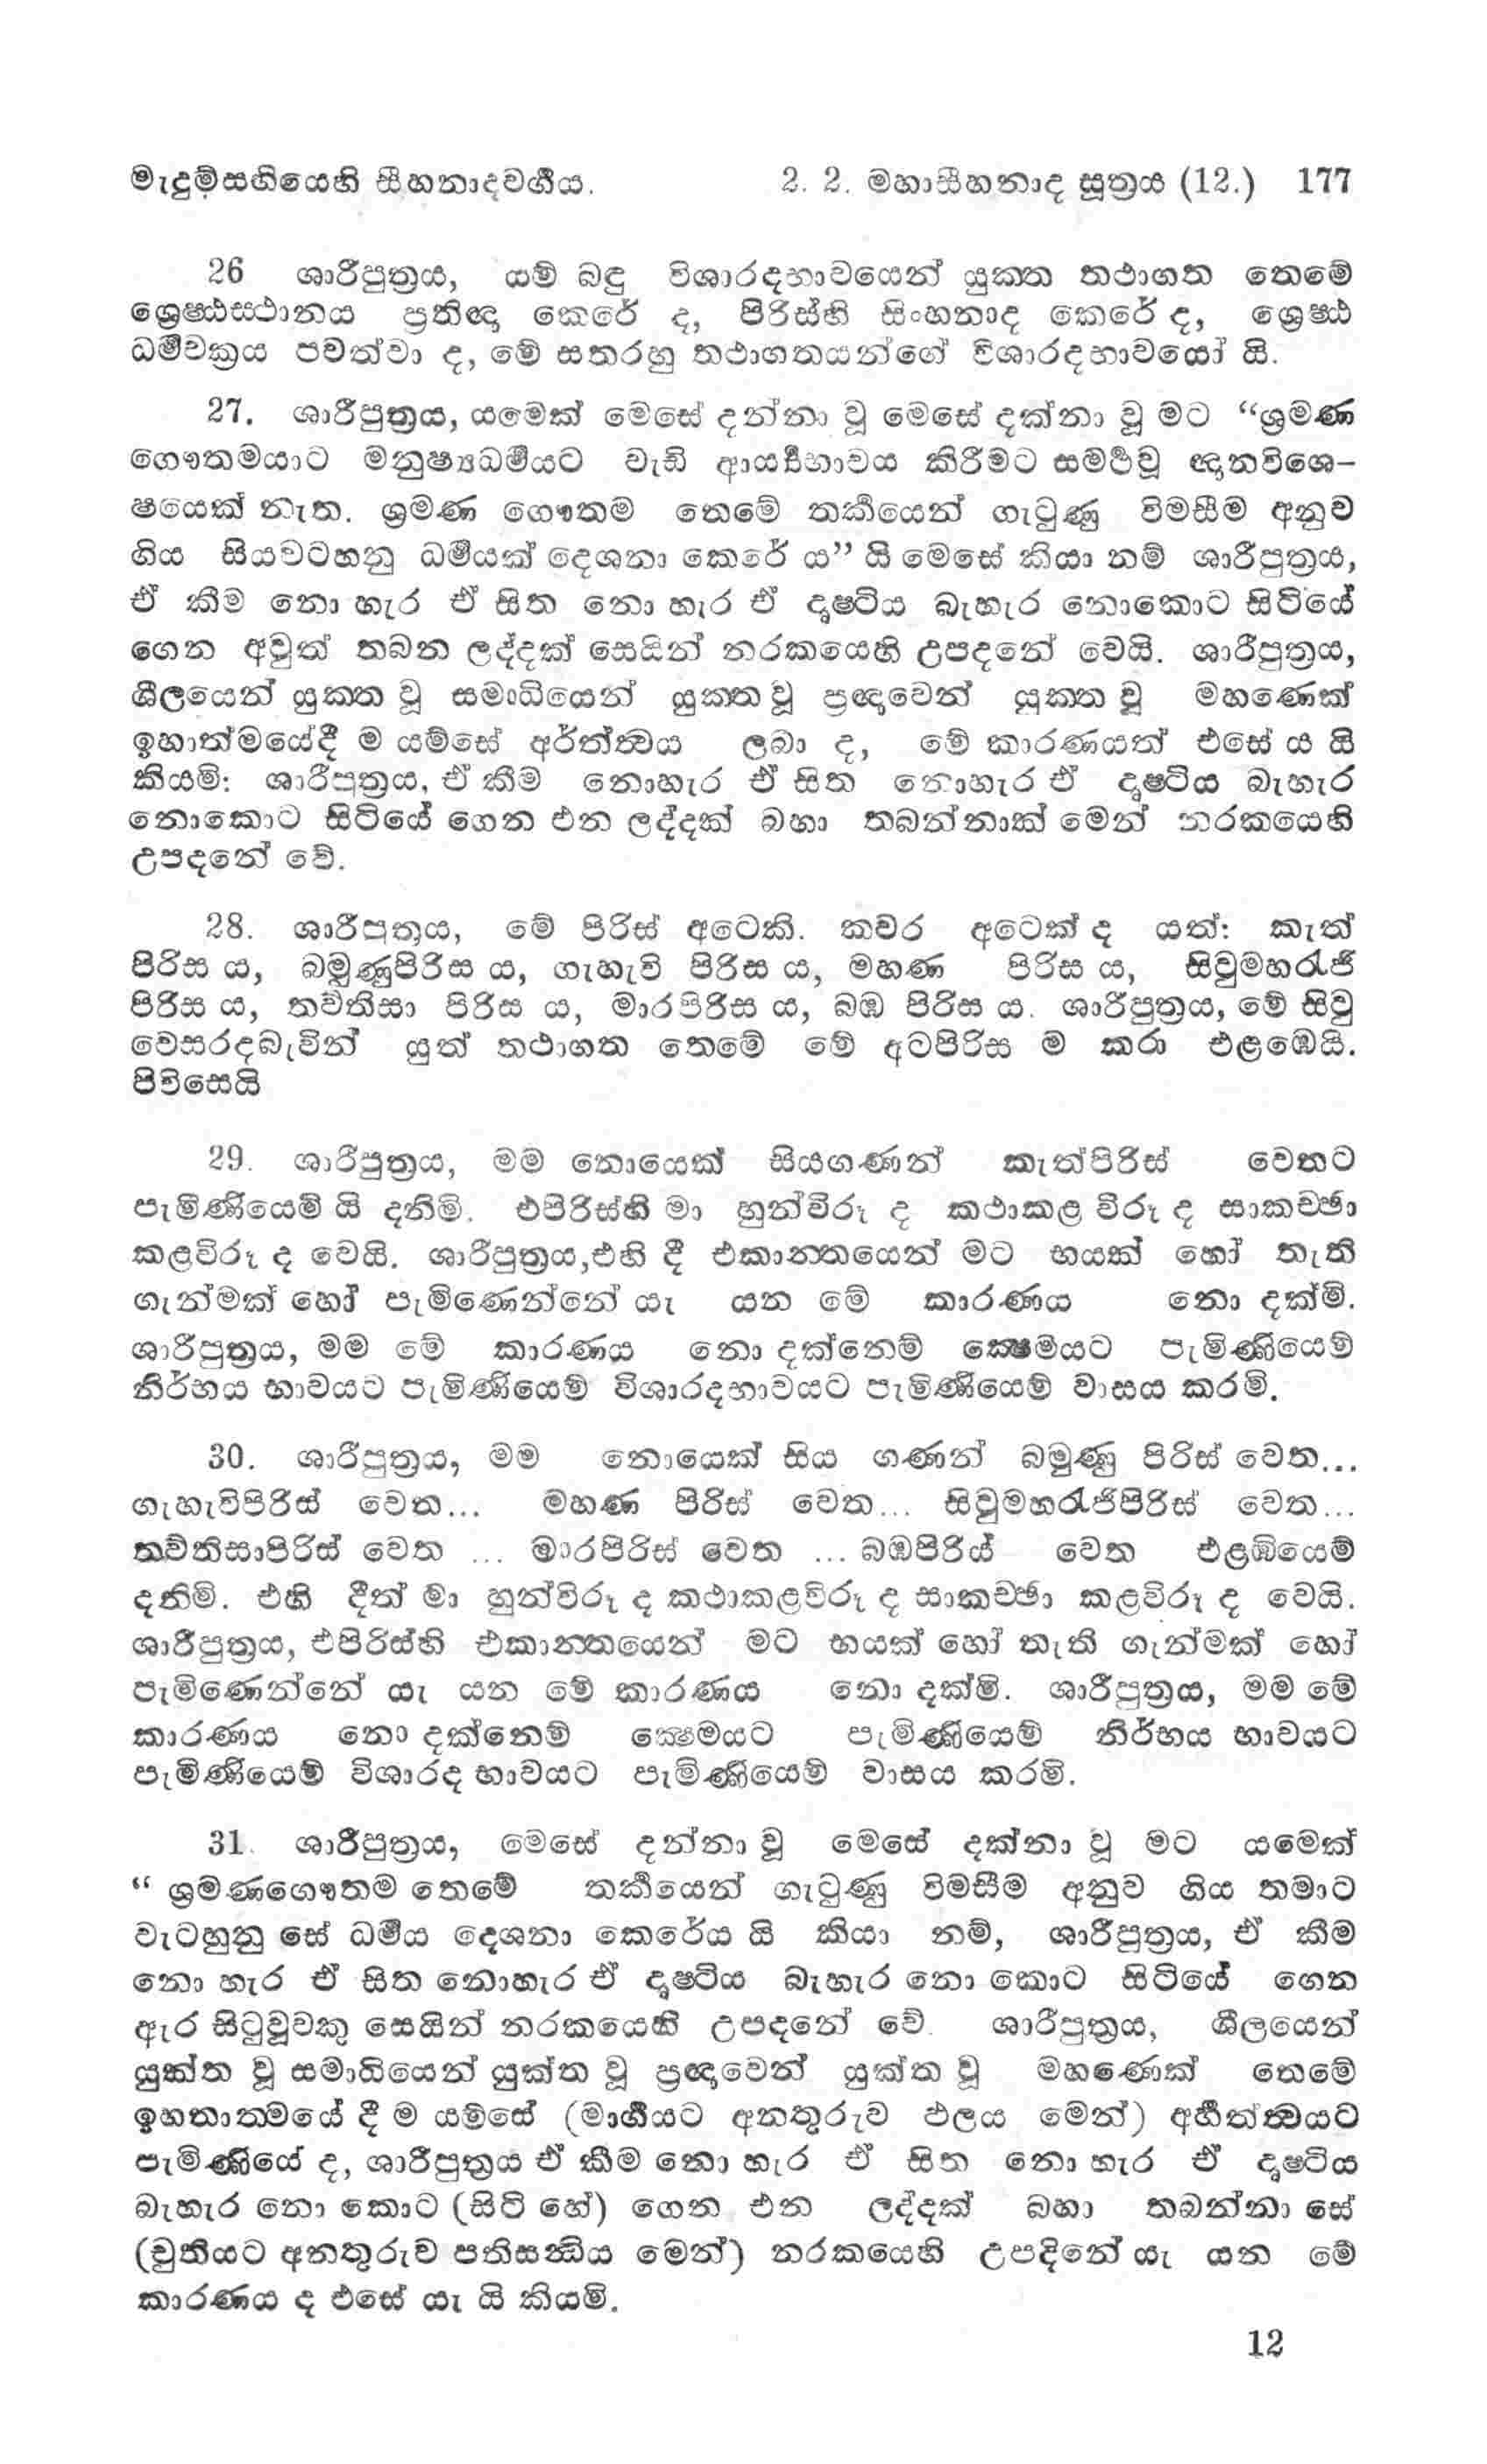 මැදුම්සඟියෙහි සීහනාදවර්‍ගය. 2. 2. මහාසීහනාද සූත්‍රය (12.) 177
26 ශාරීපුත්‍රය, යම් බඳු විශාරදභාවයෙන් යුක්‍ත තථාගත තෙමේ
ශ්‍රෙෂ්ඨස්ථානය ප්‍රතිඥා කෙරේ ද, පිරිස්හි සිංහනාද කෙරේ ද, ශ්‍රෙෂ්ඨ
ධර්‍මචක්‍රය පවත්වා ද, මේ සතරහු තථාගතයන්ගේ විශාරදභාවයෝ යි.
27. ශාරීපුත්‍රය, යමෙක් මෙසේ දන්නා වූ මෙසේ දක්නා වූ මට “ශ්‍රමණ
ගෞතමයාට මනුෂ්‍යධර්‍මයට වැඩි ආර්‍ය්‍යභාවය කිරීමට සමර්‍ථවූ ඥානවිශෙ–
ෂයෙක් නැත. ශ්‍රමණ ගෞතම තෙමේ තර්‍කයෙන් ගැටුණු විමසීම අනුව
ගිය සියවටහනු ධර්‍මයක් දෙශනා කෙරේ ය” යි මෙසේ කියා නම් ශාරීපුත්‍රය,
ඒ කීම නො හැර ඒ සිත නො හැර ඒ දෘෂ්ටිය බැහැර නොකොට සිටියේ
ගෙන අවුත් තබන ලද්දක් සෙයින් නරකයෙහි උපදනේ වෙයි. ශාරීපුත්‍රය,
ශීලයෙන් යුක්‍ත වූ සමාධියෙන් යුක්‍ත වූ ප්‍රඥාවෙන් යුක්‍ත වූ මහණෙක්
ඉහාත්මයේදී ම යම්සේ අර්හත්ත්‍වය ලබා ද, මේ කාරණයත් එසේ ය යි
කියමි: ශාරීපුත්‍රය, ඒ කීම නොහැර ඒ සිත නොහැර ඒ දෘෂ්ටිය බැහැර
නොකොට සිටියේ ගෙන එන ලද්දක් බහා තබන්නාක් මෙන් නරකයෙහි
උපදනේ වේ.
28. ශාරීපුත්‍රය, මේ පිරිස් අටෙකි. කවර අටෙක් ද යත්: කැත්
පිරිස ය, බමුණුපිරිස ය, ගැහැවි පිරිස ය, මහණ පිරිස ය, සිවුමහරැජි
පිරිස ය, තව්තිසා පිරිස ය, මාරපිරිස ය, බඹ පිරිස ය. ශාරීපුත්‍රය, මේ සිවු
වෙසරදබැවින් යුත් තථාගත තෙමේ මේ අටපිරිස ම කරා එළඹෙයි.
පිවිසෙයි
29. ශාරීපුත්‍රය, මම නොයෙක් සියගණන් කැත්පිරිස් වෙතට
පැමිණියෙම් යි දනිමි. එපිරිස්හි මා හුන්විරූ ද කථාකළ විරූ ද සාකච්ඡා
කළවිරූ ද වෙයි. ශාරීපුත්‍රය,එහි දී එකාන්‍තයෙන් මට භයක් හෝ තැති
ගැන්මක් හෝ පැමිණෙන්නේ යැ යන මේ කාරණය නො දක්මි.
ශාරීපුත්‍රය, මම මේ කාරණය නො දක්නෙම් ක්‍ෂෙමයට පැමිණියෙම්
නිර්භය භාවයට පැමිණියෙම් විශාරදභාවයට පැමිණියෙම් වාසය කරමි.
30. ශාරීපුත්‍රය, මම නොයෙක් සිය ගණන් බමුණු පිරිස් වෙත...
ගැහැවිපිරිස් වෙත... මහණ පිරිස් වෙත... සිවුමහරැජිපිරිස් වෙත...
තව්තිසාපිරිස් වෙත ... මාරපිරිස් වෙත ... බඹපිරිය් වෙත එළඹියෙම්
දනිමි. එහි දීත් මා හුන්විරූ ද කථාකළවිරූ ද සාකච්ඡා කළවිරූ ද වෙයි.
ශාරීපුත්‍රය, එපිරිස්හි එකාන්‍තයෙන් මට භයක් හෝ තැති ගැන්මක් හෝ
පැමිණෙන්නේ යැ යන මේ කාරණය නො දක්මි. ශාරීපුත්‍රය, මම මේ
කාරණය නො දක්නෙම් ක්‍ෂෙමයට පැමිණියෙම් නිර්භය භාවයට
පැමිණියෙම් විශාරද භාවයට පැමිණියෙම් වාසය කරමි.
31. ශාරීපුත්‍රය, මෙසේ දන්නා වූ මෙසේ දක්නා වූ මට යමෙක්
“ ශ්‍රමණගෞතම තෙමේ තර්‍කයෙන් ගැටුණු විමසීම අනුව ගිය තමාට
වැටහුනු සේ ධර්‍මය දෙශනා කෙරේය යි කියා නම්, ශාරීපුත්‍රය, ඒ කීම
නො හැර ඒ සිත නොහැර ඒ දෘෂ්ටිය බැහැර නො කොට සිටියේ ගෙන
ඇර සිටුවූවකු සෙයින් නරකයෙහි උපදනේ වේ. ශාරීපුත්‍රය, ශීලයෙන්
යුක්ත වූ සමාධියෙන් යුක්ත වූ ප්‍රඥාවෙන් යුක්ත වූ මහණෙක් තෙමේ
ඉහතාත්‍මයේ දී ම යම්සේ (මාර්‍ගයට අනතුරුව ඵලය මෙන්) අර්‍හත්ත්‍වයට
පැමිණියේ ද, ශාරීපුත්‍රය ඒ කීම නො හැර ඒ සිත නො හැර ඒ දෘෂ්ටිය
බැහැර නො කොට (සිටි හේ) ගෙන එන ලද්දක් බහා තබන්නා සේ
(චුතියට අනතුරුව පතිසන්‍ධිය මෙන්) නරකයෙහි උපදිනේ යැ යන මේ
කාරණය ද එසේ යැ යි කියමි.
12